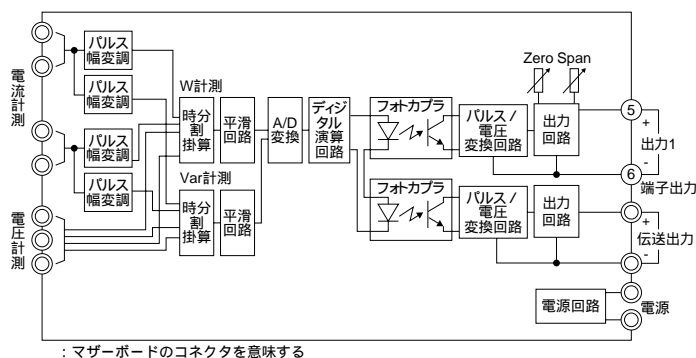 電流計測
電圧計測
パルス
幅変調
パルス
幅変調
パルス
幅変調
パルス
幅変調
W計測
時分
割
掛算
平滑
回路
Var計測
時分
割
掛算
平滑
回路
A/D
変換
ディジ
タル
演算
回路
フォトカプラ
パルス/
電圧
変換回路
Zero Span
出力
回路
5
+
出力1
-
6
端子出力
フォトカプラ
パルス/
電圧
変換回路
出力
回路
+
伝送出力
-
電源回路
電源
:マザーボードのコネクタを意味する